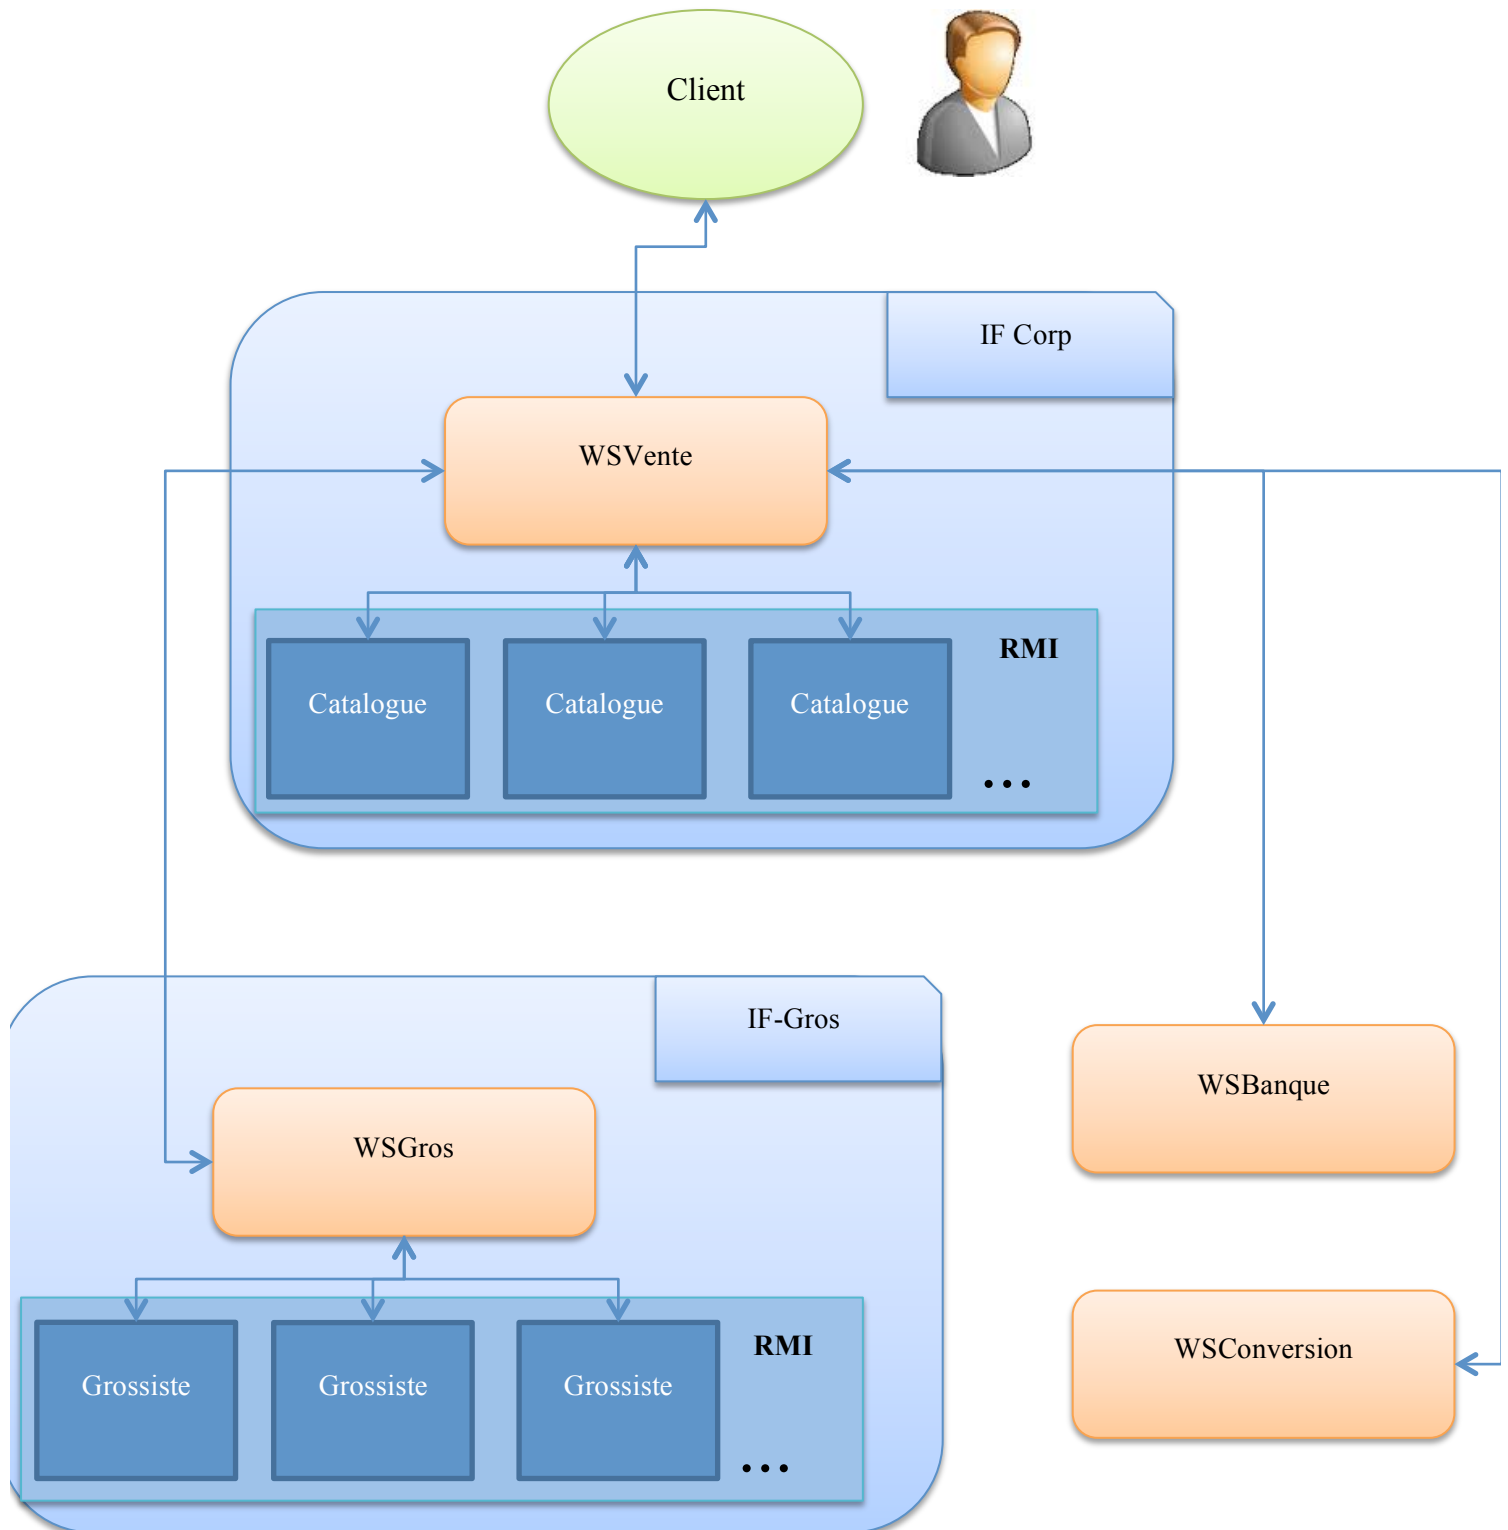 Client
IF Corp
WSVente
RMI
Catalogue
Catalogue
Catalogue
...
IF-Gros
WSBanque
WSGros
RMI
WSConversion
Grossiste
Grossiste
Grossiste
...